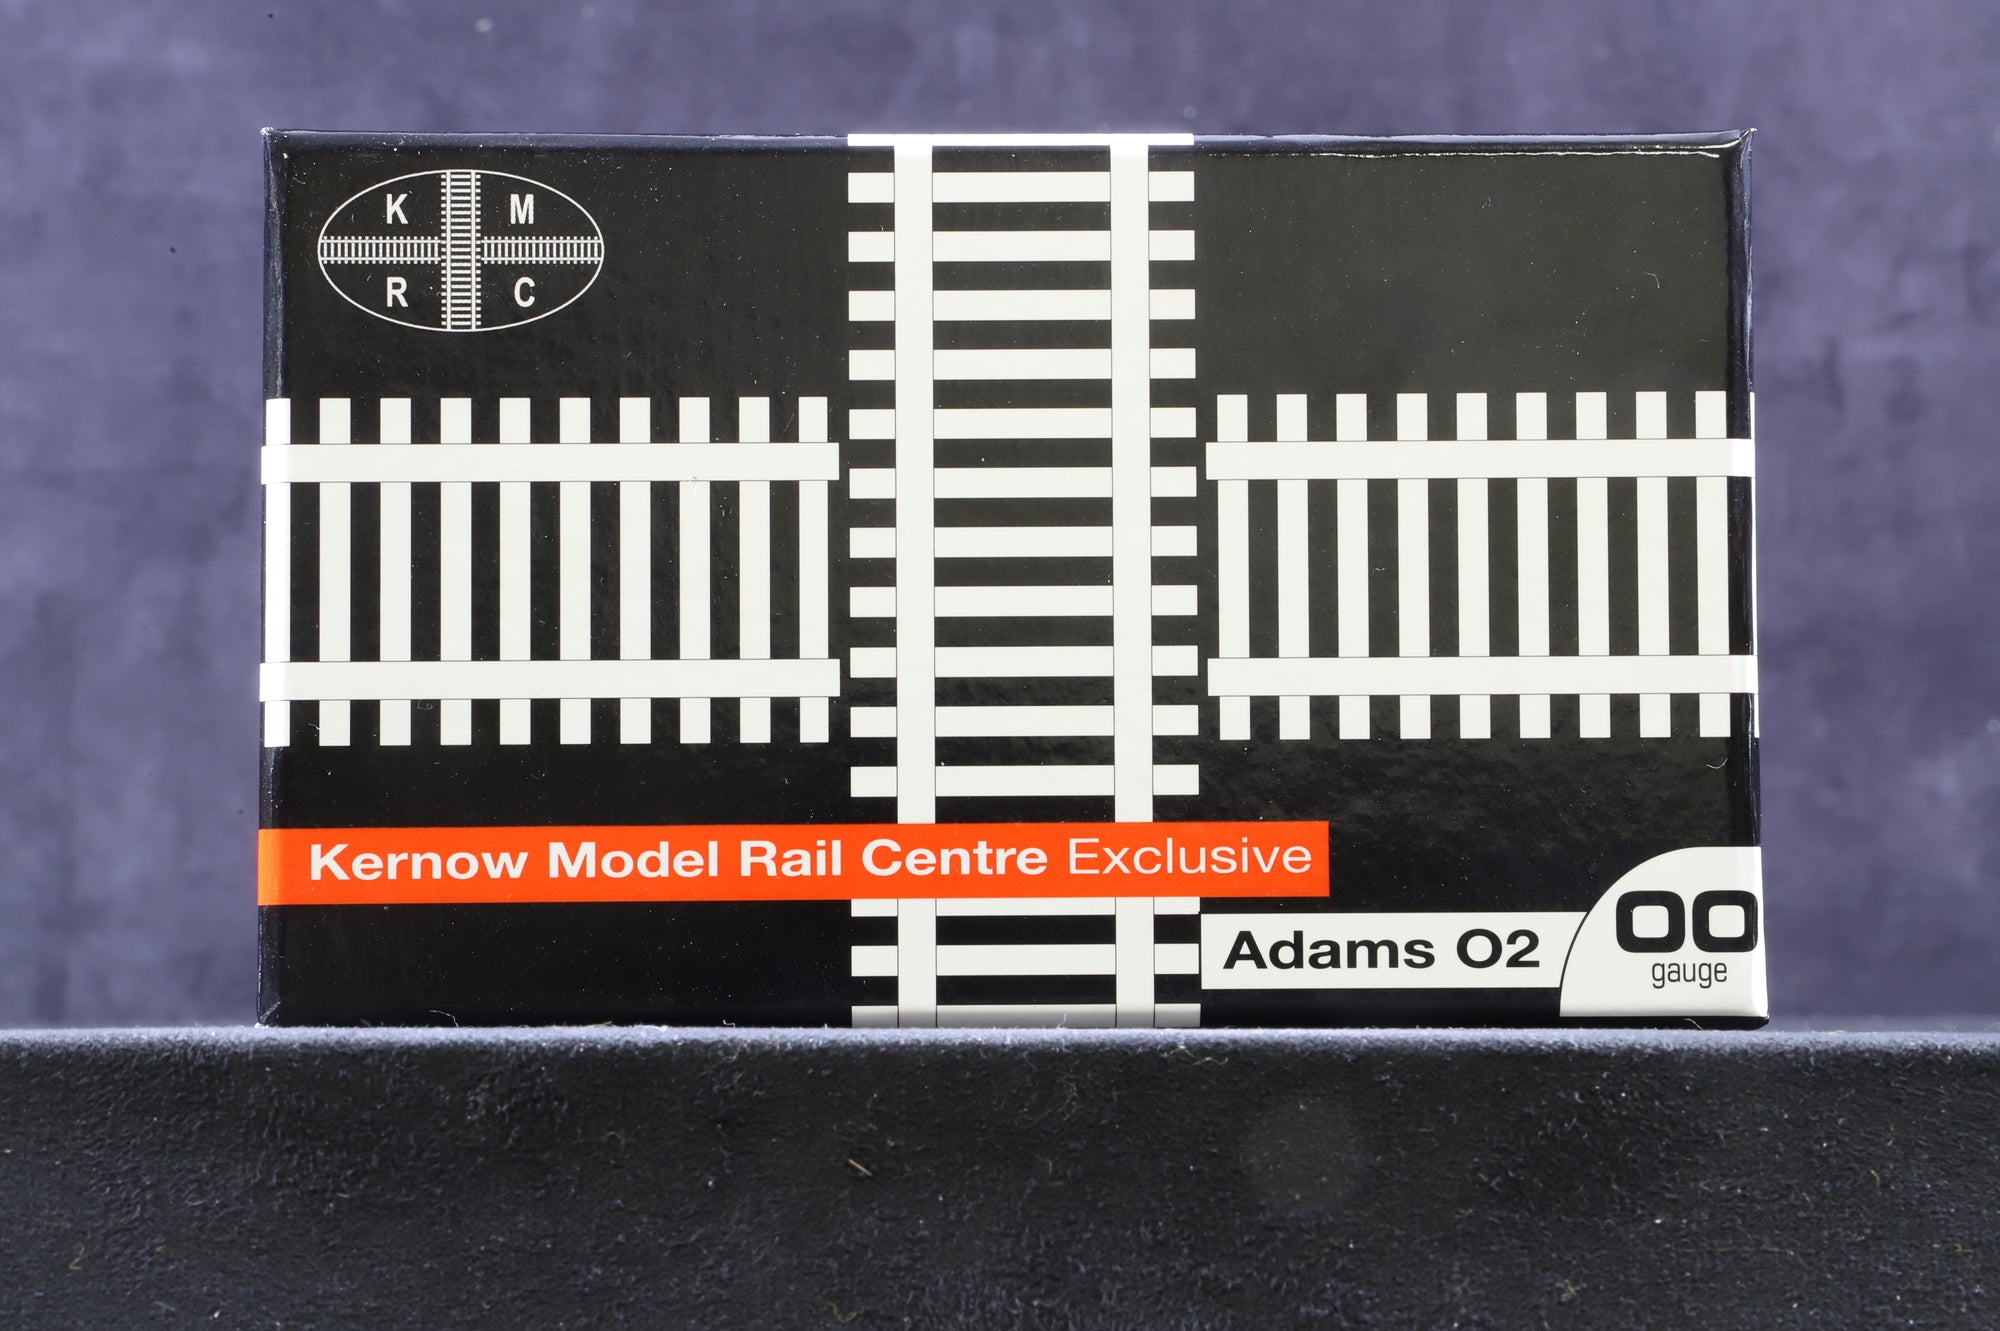 K M
R C
Kernow Model Rail Centre Exclusive
Adams O2
OO
gauge